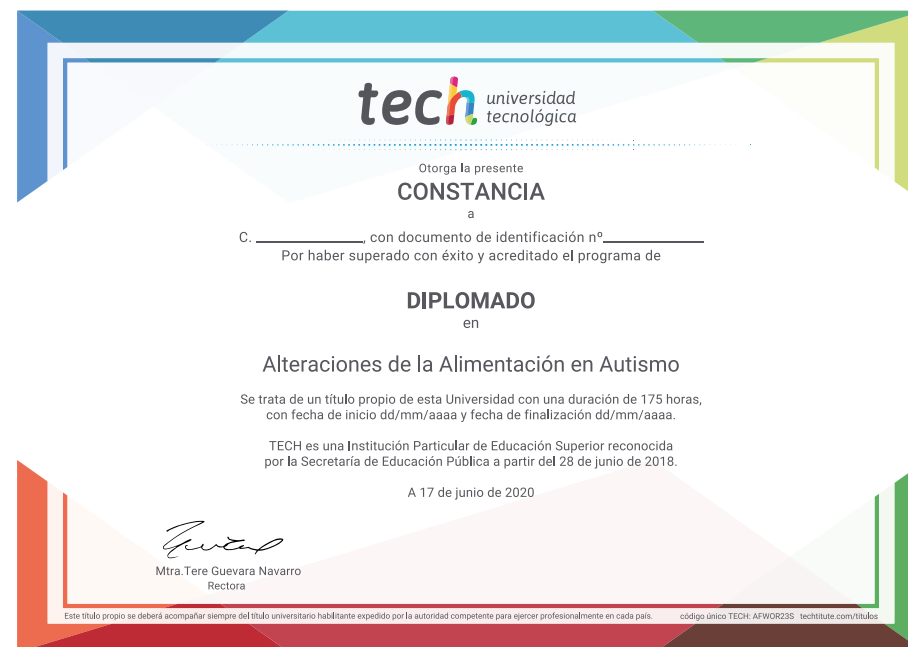 tech universidad
tecnológica
Otorga la presente
CONSTANCIA
a
C. ____________, con documento de identificación nº____________
Por haber superado con éxito y acreditado el programa de
DIPLOMADO
en
Alteraciones de la Alimentación en Autismo
Se trata de un título propio de esta Universidad con una duración de 175 horas,
con fecha de inicio dd/mm/aaaa y fecha de finalización dd/mm/aaaa.
TECH es una Institución Particular de Educación Superior reconocida
por la Secretaría de Educación Pública a partir del 28 de junio de 2018.
A 17 de junio de 2020
Mtra.Tere Guevara Navarro
Rectora
Este título propio se deberá acompañar siempre del título universitario habilitante expedido por la autoridad competente para ejercer profesionalmente en cada país. código único TECH: AFWOR23S techtitute.com/titulos